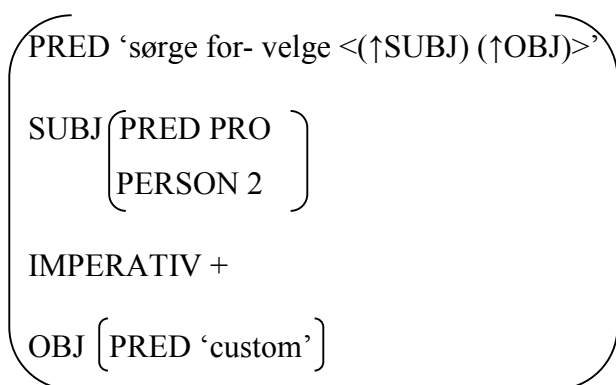 PRED ‘sørge for- velge <(↑SUBJ) (↑OBJ)>’
SUBJ PRED PRO
PERSON 2
IMPERATIV +
OBJ PRED ‘custom’